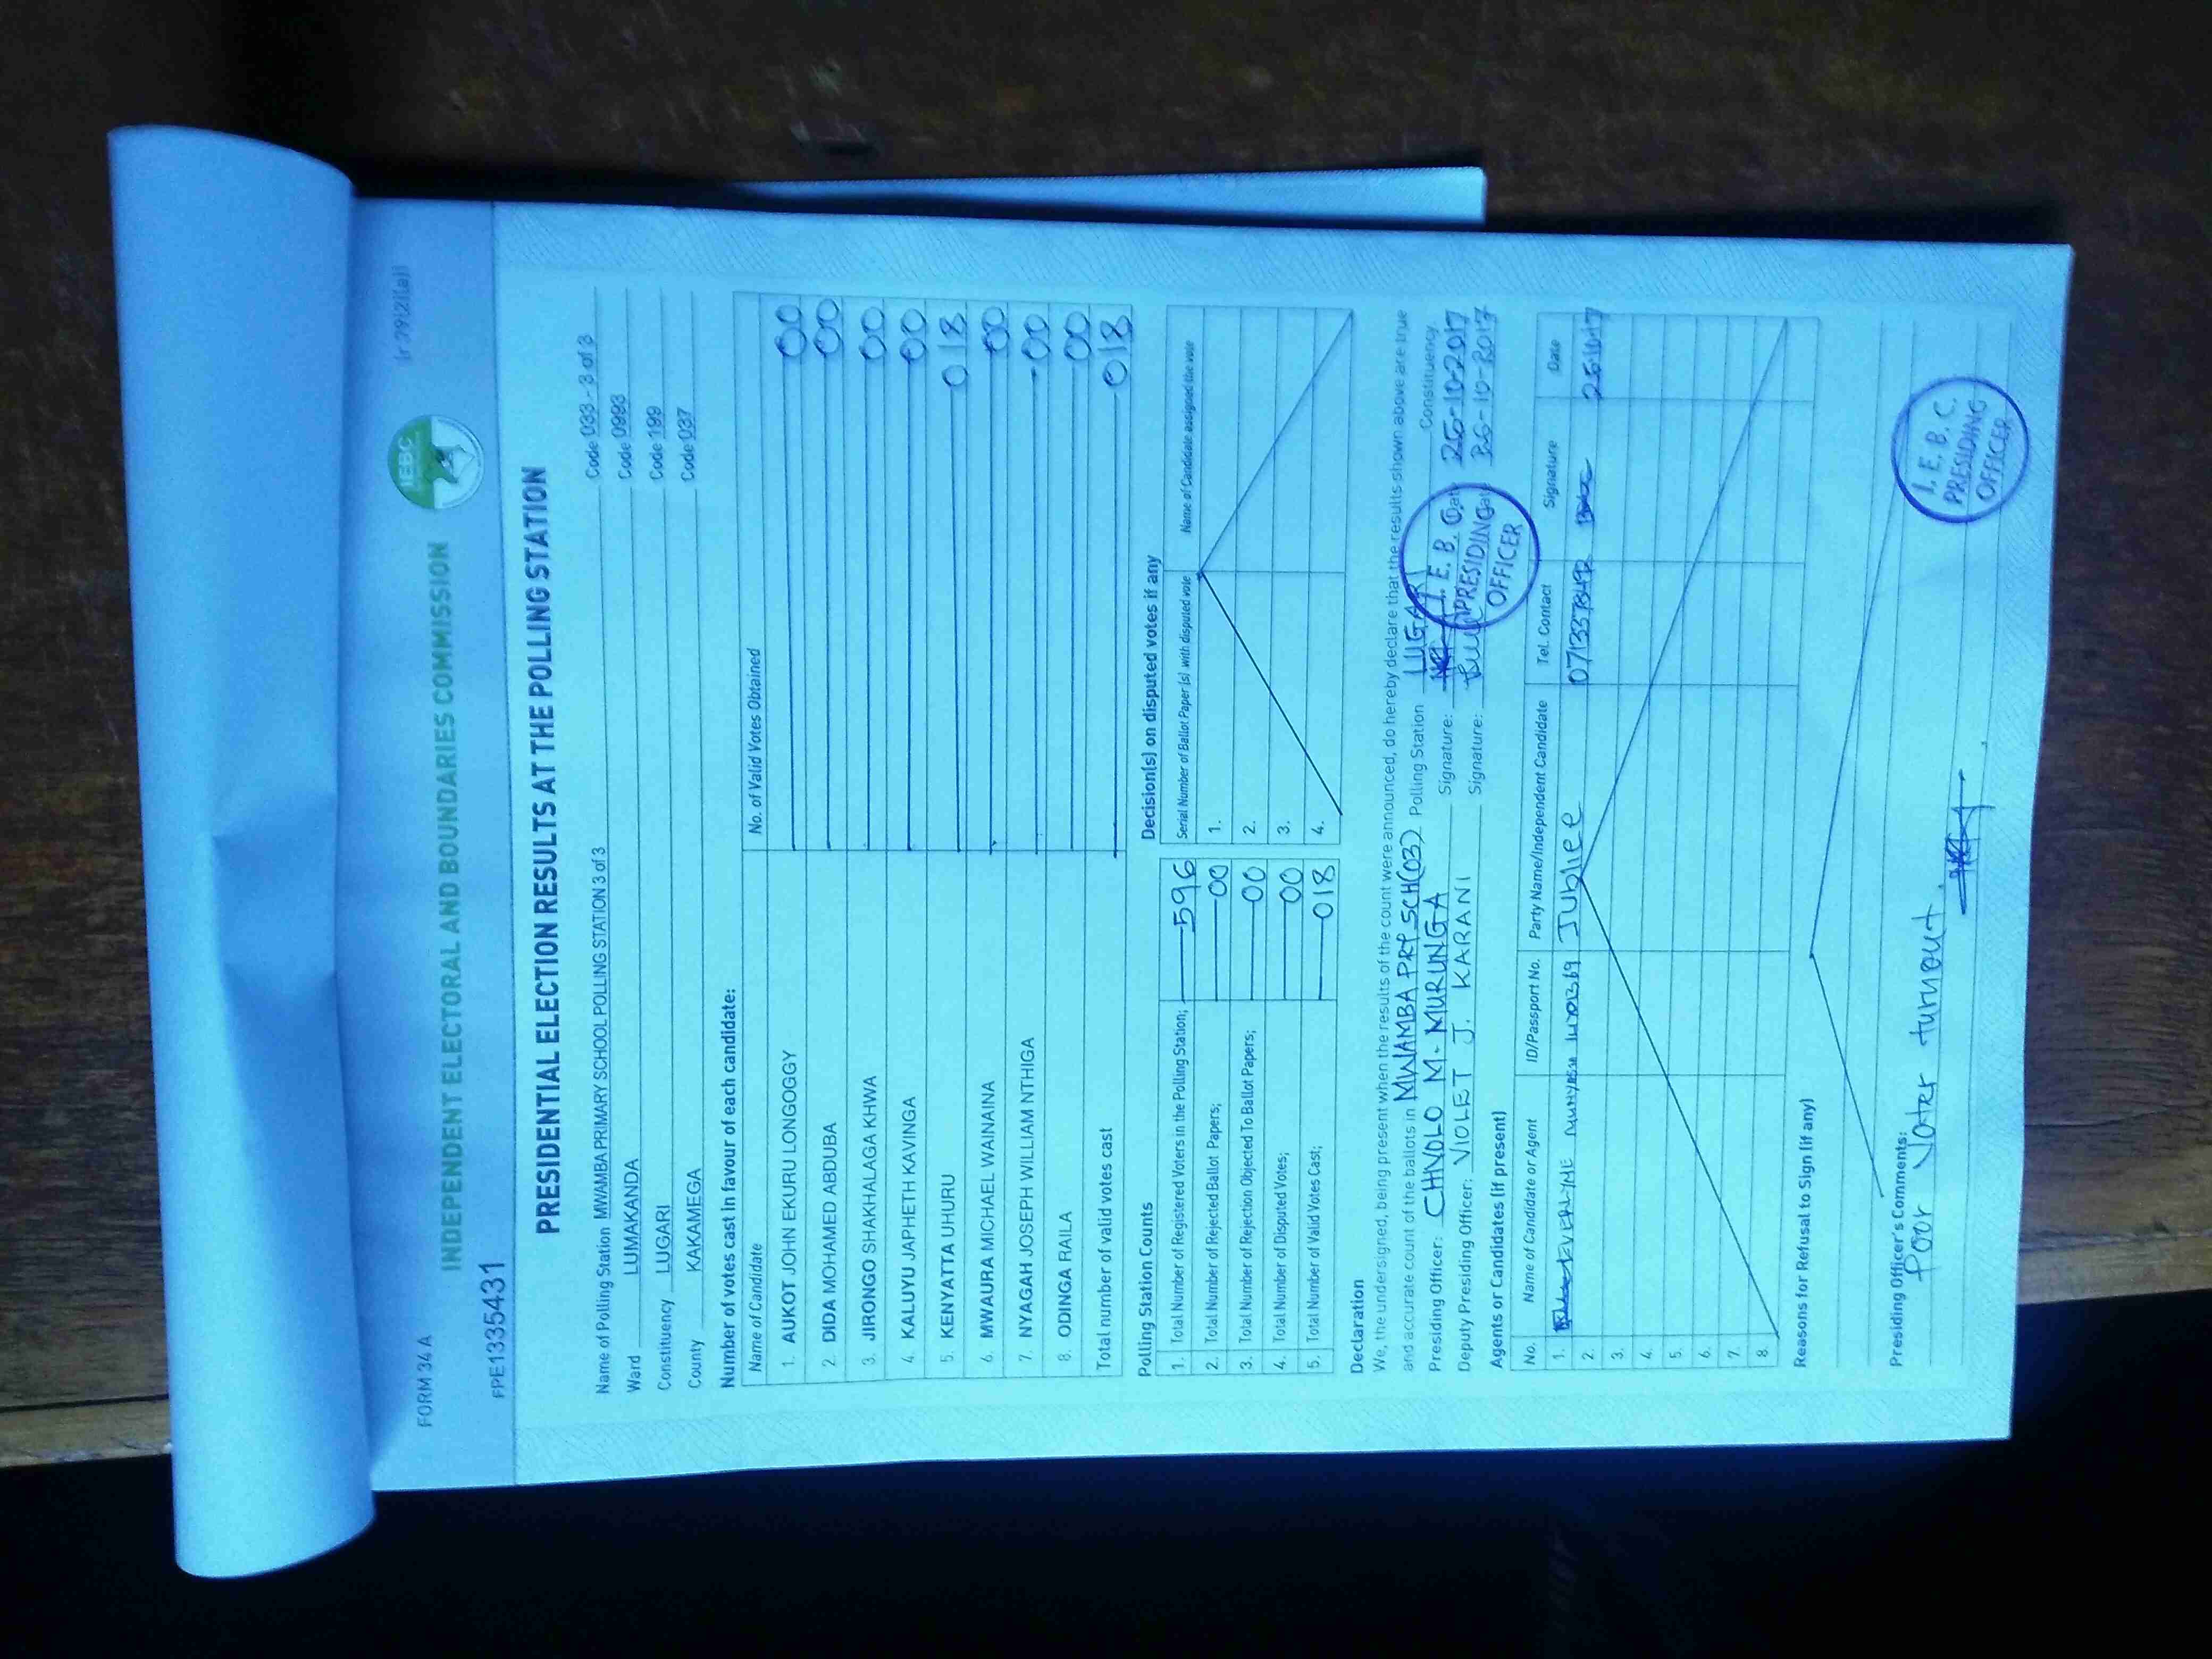 FORM 34 A
(r 79(2)(a))
IEBC
INDEPENDENT ELECTORAL AND BOUNDARIES COMMISSION
FPE1335431
PRESIDENTIAL ELECTION RESULTS AT THE POLLING STATION
Name of Polling Station MWAMBA PRIMARY SCHOOL POLLING STATION 3 of 3 Code 033 - 3 of 3
Ward LUMAKANDA Code 0993
Constituency LUGARI Code 199
County KAKAMEGA Code 037
Number of votes cast in favour of each candidate:
Name of Candidate No. of Valid Votes Obtained
1. AUKOT JOHN EKURU LONGOGGY 00
2. DIDA MOHAMED ABDUBA 00
3. JIRONGO SHAKHALAGA KHWA 00
4. KALUYU JAPHETH KAVINGA 00
5. KENYATTA UHURU 018
6. MWAURA MICHAEL WAINAINA 00
7. NYAGAH JOSEPH WILLIAM NTHIGA 00
8. ODINGA RAILA 00
Total number of valid votes cast 018
Polling Station Counts
1. Total Number of Registered Voters in the Polling Station; 596
2. Total Number of Rejected Ballot Papers; 00
3. Total Number of Rejection Objected To Ballot Papers; 00
4. Total Number of Disputed Votes; 00
5. Total Number of Valid Votes Cast; 018
Decision(s) on disputed votes if any
Serial Number of Ballot Paper (s) with disputed vote Name of Candidate assigned the vote
1.
2.
3.
4.
Declaration
We, the undersigned, being present when the results of the count were announced, do hereby declare that the results shown above are true
and accurate count of the ballots in MWAMBA PRY SCH(03) Polling Station LUGARI Constituency.
Presiding Officer: CHIVOLO M. MURUNGA Signature: Date 26-10-2017
Deputy Presiding Officer: VIOLET J. KARANI Signature: Date 26-10-2017
I. E. B. C.
PRESIDING
OFFICER
Agents or Candidates (if present)
No. Name of Candidate or Agent ID/Passport No. Party Name/Independent Candidate Tel. Contact Signature Date
1. EVERLYNE Jublee
2.
3.
4.
5.
6.
7.
8.
Reasons for Refusal to Sign (if any)
Presiding Officer's Comments:
Poor Voter turnout.
I. E. B. C.
PRESIDING
OFFICER